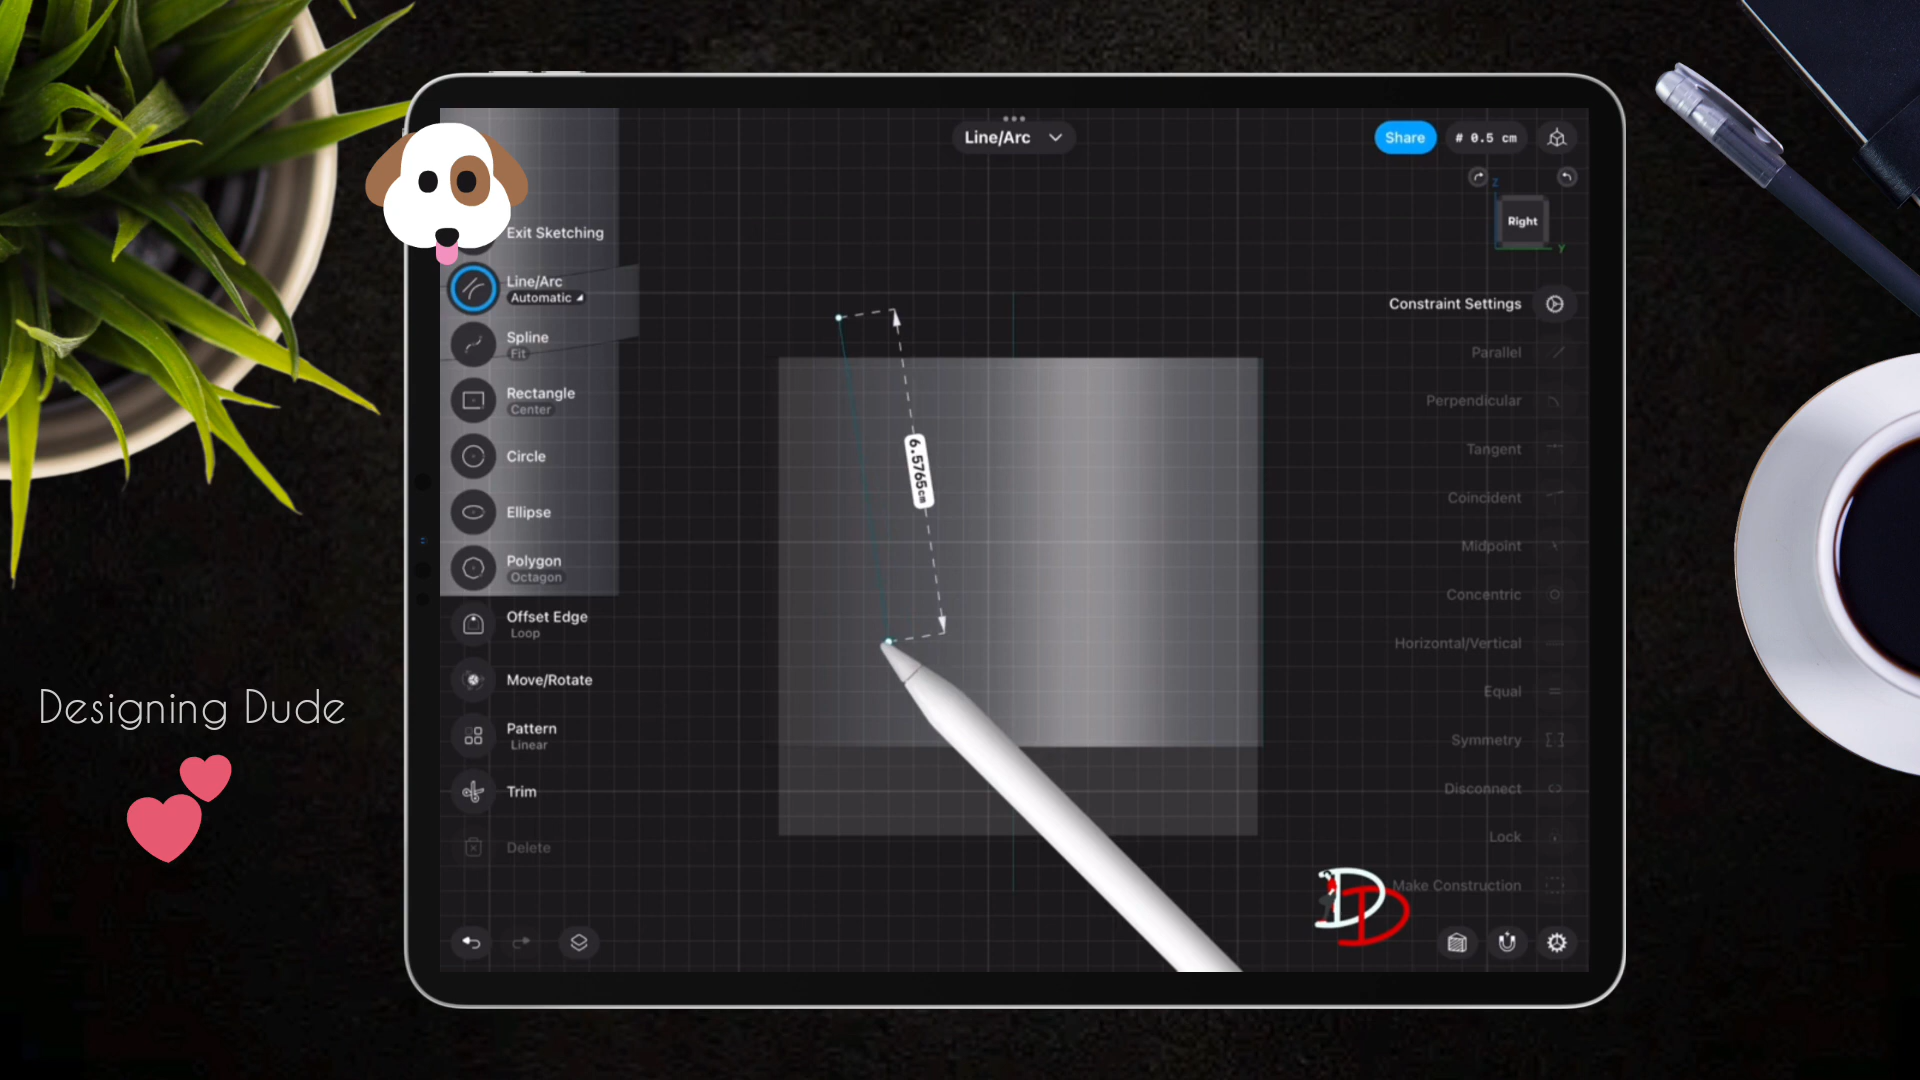 Line/Arc
Share
# 0.5 cm
Z
Right
Y
Exit Sketching
Line/Arc
Automatic
Spline
Fit
Rectangle
Center
Circle
Ellipse
Polygon
Octagon
Offset Edge
Loop
Move/Rotate
Pattern
Linear
Trim
Delete
6.5765cm
Constraint Settings
Parallel
Perpendicular
Tangent
Coincident
Midpoint
Concentric
Horizontal/Vertical
Equal
Symmetry
Disconnect
Lock
Make Construction
Designing Dude
DD